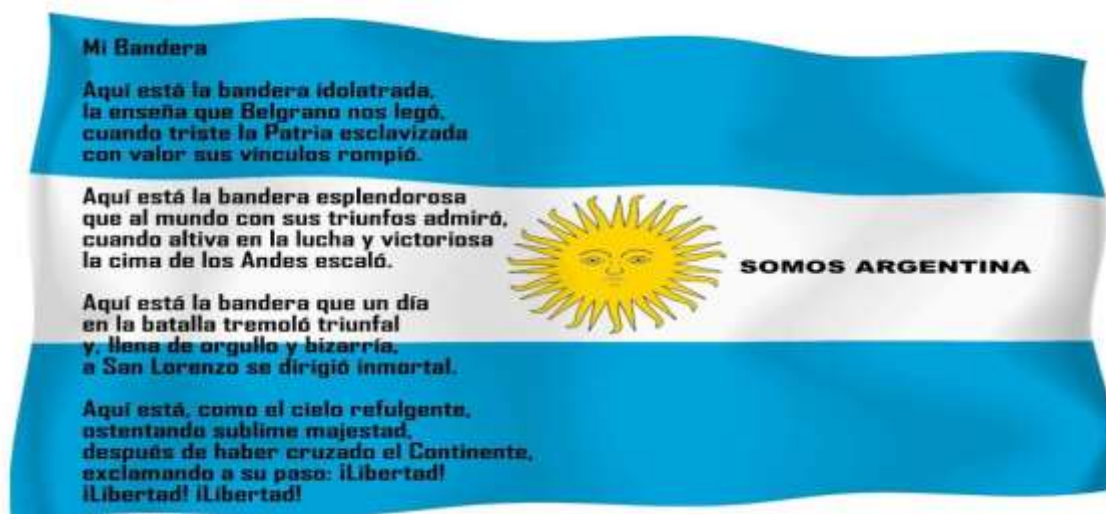 Mi Bandera
Aquí está la bandera idolatrada,
la enseña que Belgrano nos legó,
cuando triste la Patria esclavizada
con valor sus vínculos rompió.
Aquí está la bandera esplendorosa
que al mundo con sus triunfos admiró,
cuando altiva en la lucha y victoriosa
la cima de los Andes escaló.
Aquí está la bandera que un día
en la batalla tremoló triunfal
y, llena de orgullo y bizarría,
a San Lorenzo se dirigió inmortal.
Aquí está, como el cielo refulgente,
ostentando sublime majestad,
después de haber cruzado el Continente,
exclamando a su paso: ¡Libertad!
¡Libertad! ¡Libertad!
SOMOS ARGENTINA